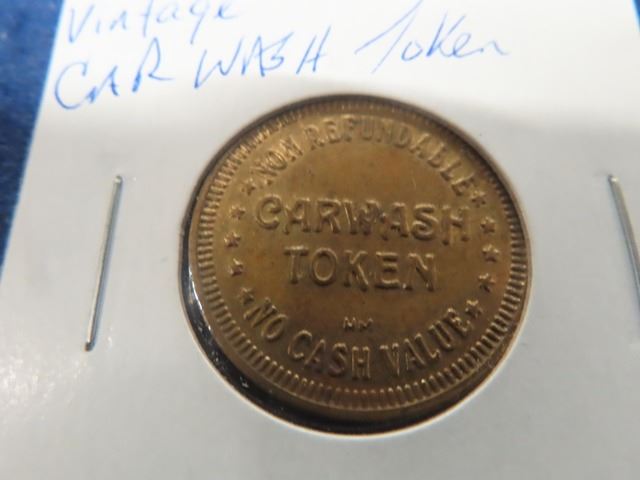 Vintage
CAR WASH Token
NON REFUNDABLE
CARWASH
TOKEN
NO CASH VALUE